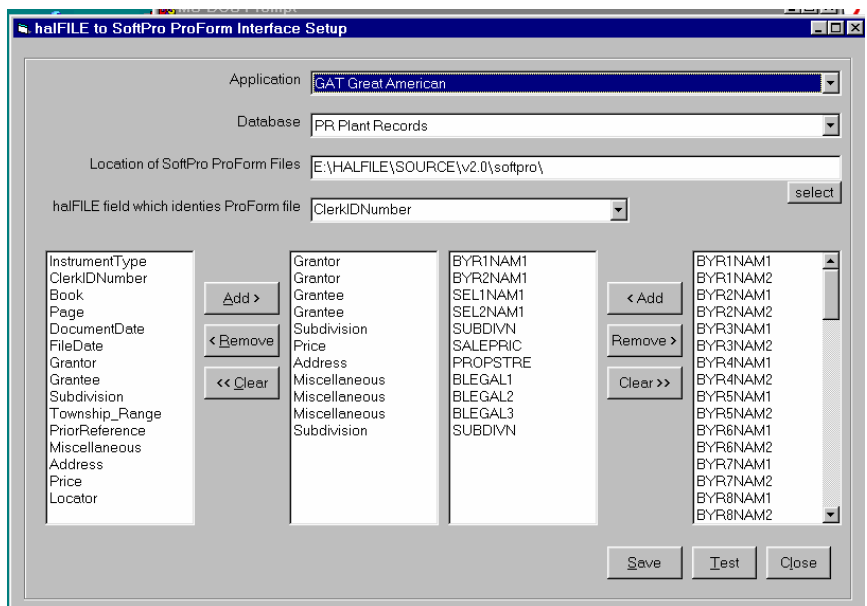 MS-DOS Prompt
halFILE to SoftPro ProForm Interface Setup
Application GAT Great American
Database PR Plant Records
Location of SoftPro ProForm Files E:\HALFILE\SOURCE\v2.0\softpro\
select
halFILE field which identies ProForm file ClerkIDNumber
InstrumentType
ClerkIDNumber
Book
Page
DocumentDate
FileDate
Grantor
Grantee
Subdivision
Township_Range
PriorReference
Miscellaneous
Address
Price
Locator
Add >
< Remove
<< Clear
Grantor
Grantor
Grantee
Grantee
Subdivision
Price
Address
Miscellaneous
Miscellaneous
Miscellaneous
Subdivision
BYR1NAM1
BYR2NAM1
SEL1NAM1
SEL2NAM1
SUBDIVN
SALEPRIC
PROPSTRE
BLEGAL1
BLEGAL2
BLEGAL3
SUBDIVN
< Add
Remove >
Clear >>
BYR1NAM1
BYR1NAM2
BYR2NAM1
BYR2NAM2
BYR3NAM1
BYR3NAM2
BYR4NAM1
BYR4NAM2
BYR5NAM1
BYR5NAM2
BYR6NAM1
BYR6NAM2
BYR7NAM1
BYR7NAM2
BYR8NAM1
BYR8NAM2
Save Test Close